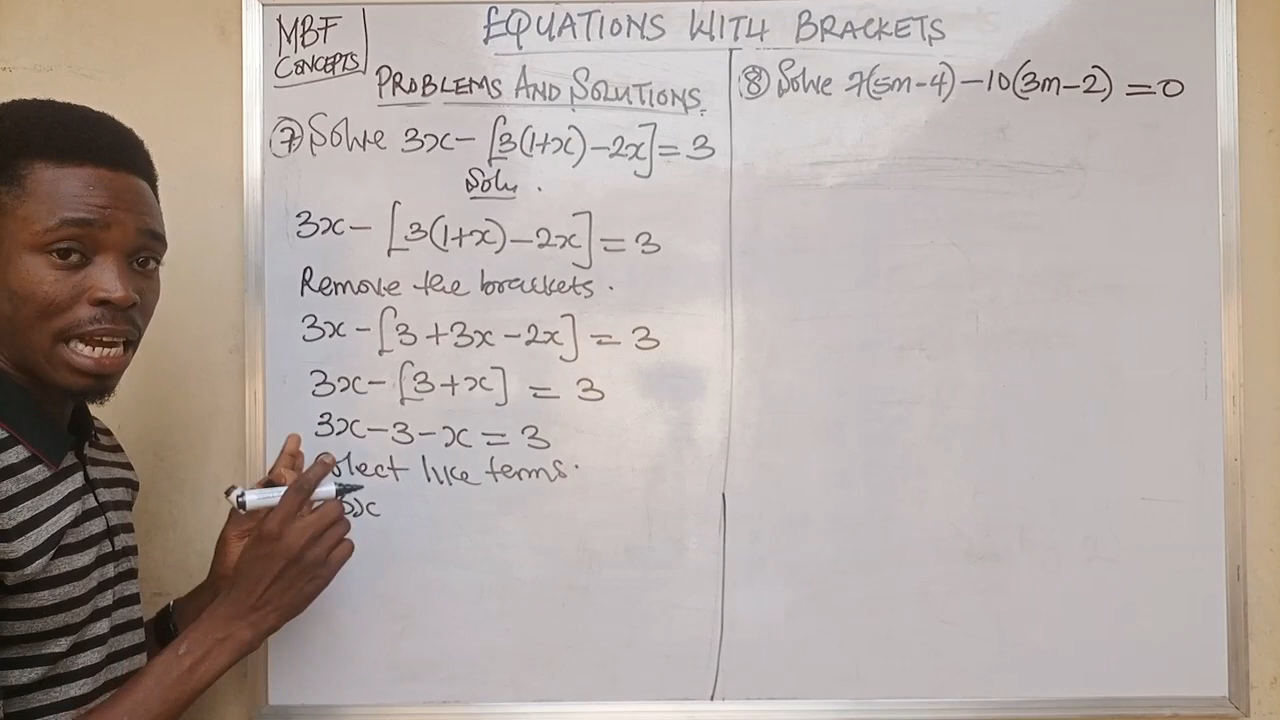 MBF
CONCEPTS
EQUATIONS WITH BRACKETS
PROBLEMS AND SOLUTIONS
⑦ Solve 3x - [3(1+x) - 2x] = 3
Soln.
3x - [3(1+x) - 2x] = 3
Remove the brackets.
3x - [3 + 3x - 2x] = 3
3x - [3 + x] = 3
3x - 3 - x = 3
like terms.
3x
⑧ Solve 7(5m-4) - 10(3m-2) = 0